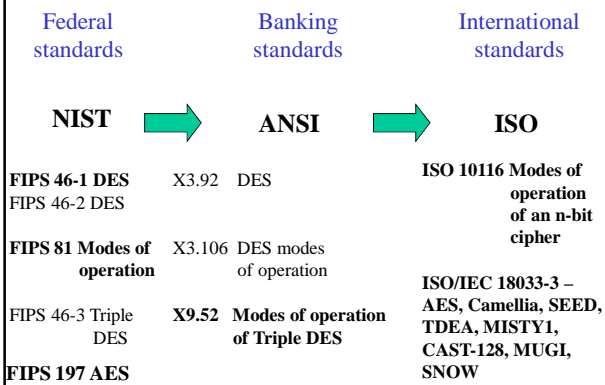 Federal
standards
Banking
standards
International
standards
NIST
ANSI
ISO
FIPS 46-1 DES
FIPS 46-2 DES
FIPS 81 Modes of
operation
FIPS 46-3 Triple
DES
FIPS 197 AES
X3.92 DES
X3.106 DES modes
of operation
X9.52 Modes of operation
of Triple DES
ISO 10116 Modes of
operation
of an n-bit
cipher
ISO/IEC 18033-3 –
AES, Camellia, SEED,
TDEA, MISTY1,
CAST-128, MUGI,
SNOW